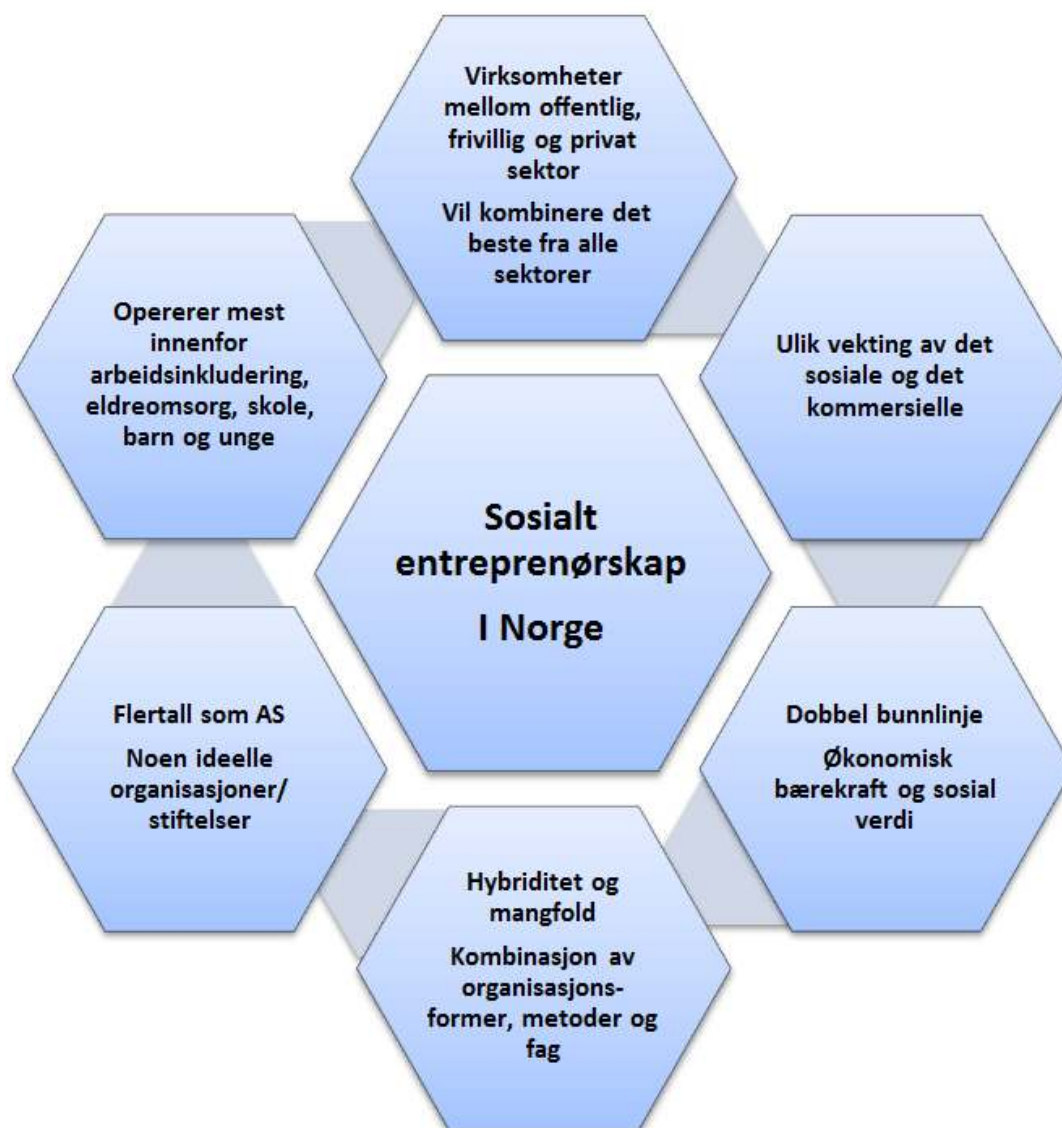 Virksomheter
mellom offentlig,
frivillig og privat
sektor
Vil kombinere det
beste fra alle
sektorer
Ulik vekting av det
sosiale og det
kommersielle
Dobbel bunnlinje
Økonomisk
bærekraft og sosial
verdi
Hybriditet og
mangfold
Kombinasjon av
organisasjons-
former, metoder og
fag
Flertall som AS
Noen ideelle
organisasjoner/
stiftelser
Opererer mest
innenfor
arbeidsinkludering,
eldreomsorg, skole,
barn og unge
Sosialt
entreprenørskap
I Norge